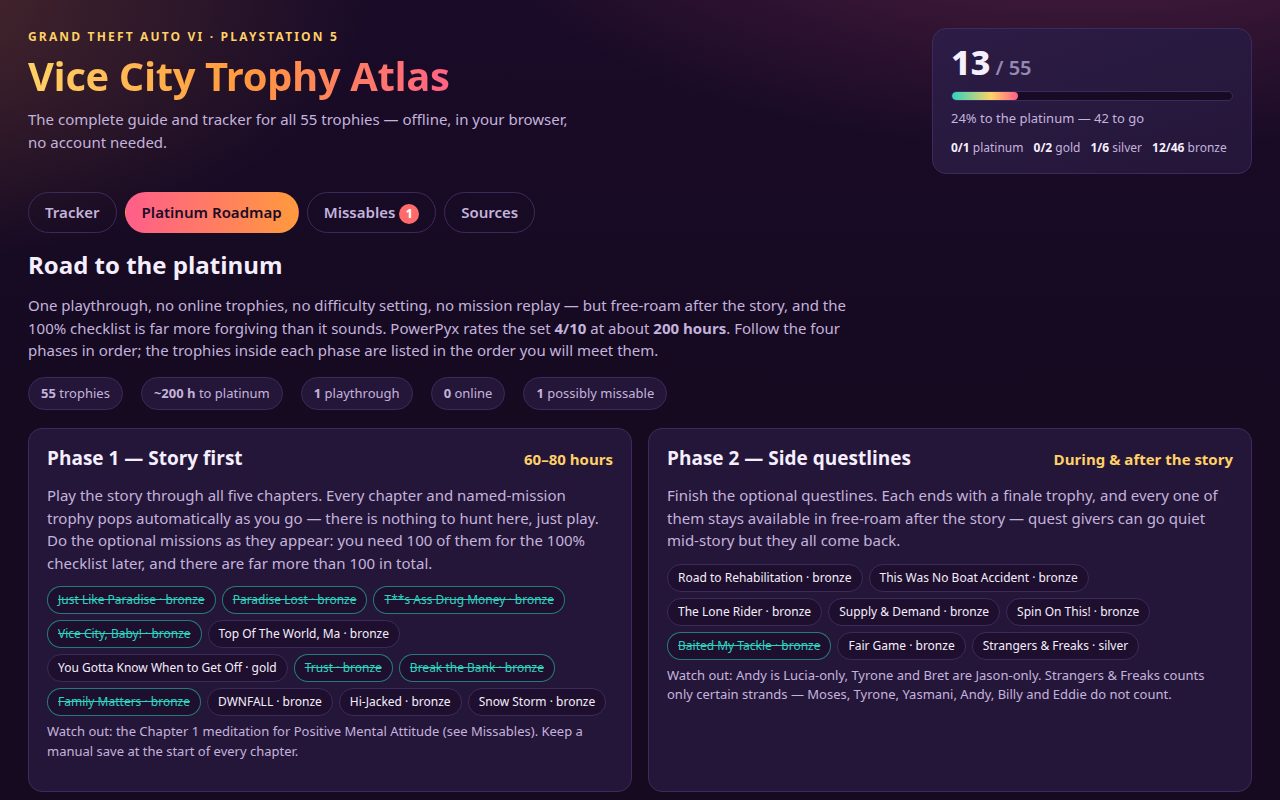 GRAND THEFT AUTO VI · PLAYSTATION 5
Vice City Trophy Atlas
The complete guide and tracker for all 55 trophies — offline, in your browser,
no account needed.
13 / 55
24% to the platinum — 42 to go
0/1 platinum 0/2 gold 1/6 silver 12/46 bronze
Tracker
Platinum Roadmap
Missables 1
Sources
Road to the platinum
One playthrough, no online trophies, no difficulty setting, no mission replay — but free-roam after the story, and the
100% checklist is far more forgiving than it sounds. PowerPyx rates the set 4/10 at about 200 hours. Follow the four
phases in order; the trophies inside each phase are listed in the order you will meet them.
55 trophies
~200 h to platinum
1 playthrough
0 online
1 possibly missable
Phase 1 — Story first
60–80 hours
Play the story through all five chapters. Every chapter and named-mission
trophy pops automatically as you go — there is nothing to hunt here, just play.
Do the optional missions as they appear: you need 100 of them for the 100%
checklist later, and there are far more than 100 in total.
Just Like Paradise · bronze
Paradise Lost · bronze
T**s Ass Drug Money · bronze
Vice City, Baby! · bronze
Top Of The World, Ma · bronze
You Gotta Know When to Get Off · gold
Trust · bronze
Break the Bank · bronze
Family Matters · bronze
DWNFALL · bronze
Hi-Jacked · bronze
Snow Storm · bronze
Watch out: the Chapter 1 meditation for Positive Mental Attitude (see Missables). Keep a
manual save at the start of every chapter.
Phase 2 — Side questlines
During & after the story
Finish the optional questlines. Each ends with a finale trophy, and every one of
them stays available in free-roam after the story — quest givers can go quiet
mid-story but they all come back.
Road to Rehabilitation · bronze
This Was No Boat Accident · bronze
The Lone Rider · bronze
Supply & Demand · bronze
Spin On This! · bronze
Baited My Tackle · bronze
Fair Game · bronze
Strangers & Freaks · silver
Watch out: Andy is Lucia-only, Tyrone and Bret are Jason-only. Strangers & Freaks counts
only certain strands — Moses, Tyrone, Yasmani, Andy, Billy and Eddie do not count.